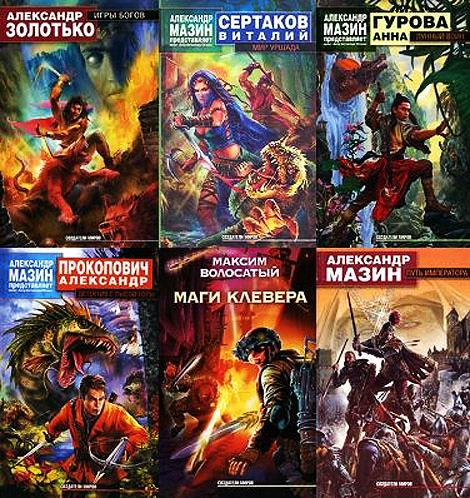 АЛЕКСАНДР
ЗОЛОТЬКО
ИГРЫ БОГОВ
СОЗДАТЕЛИ МИРОВ
АЛЕКСАНДР
МАЗИН
представляет
СЕРТАКОВ
ВИТАЛИЙ
МИР УРШАДА
СОЗДАТЕЛИ МИРОВ
АЛЕКСАНДР
МАЗИН
представляет
ГУРОВА
АННА
ЛУННЫЙ ВОИН
СОЗДАТЕЛИ МИРОВ
АЛЕКСАНДР
МАЗИН
представляет
ПРОКОПОВИЧ
АЛЕКСАНДР
СОЗДАТЕЛИ МИРОВ
МАКСИМ
ВОЛОСАТЫЙ
МАГИ КЛЕВЕРА
СОЗДАТЕЛИ МИРОВ
АЛЕКСАНДР
МАЗИН
ПУТЬ ИМПЕРАТОРА
СОЗДАТЕЛИ МИРОВ